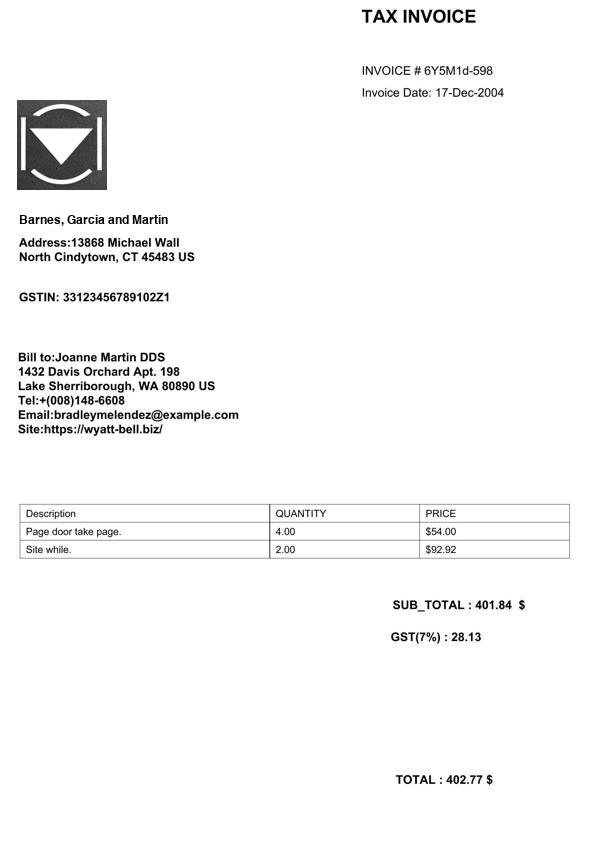 TAX INVOICE
INVOICE # 6Y5M1d-598
Invoice Date: 17-Dec-2004
Barnes, Garcia and Martin
Address:13868 Michael Wall
North Cindytown, CT 45483 US
GSTIN: 33123456789102Z1
Bill to:Joanne Martin DDS
1432 Davis Orchard Apt. 198
Lake Sherriborough, WA 80890 US
Tel:+(008)148-6608
Email:bradleymelendez@example.com
Site:https://wyatt-bell.biz/
Description QUANTITY PRICE
Page door take page. 4.00 $54.00
Site while. 2.00 $92.92
SUB_TOTAL : 401.84 $
GST(7%) : 28.13
TOTAL : 402.77 $